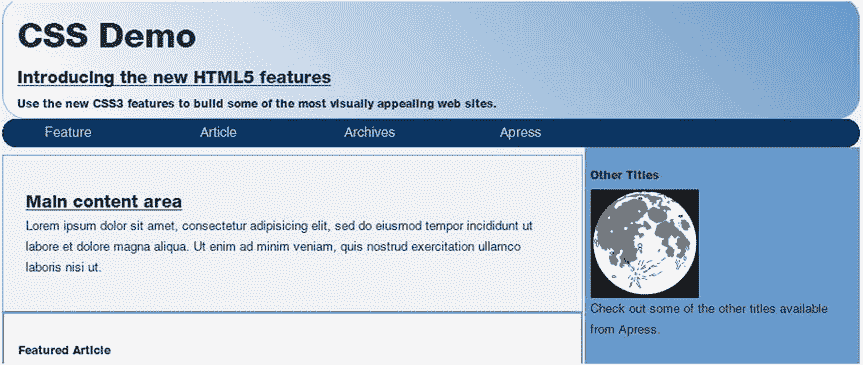 CSS Demo
Introducing the new HTML5 features
Use the new CSS3 features to build some of the most visually appealing web sites.
Feature Article Archives Apress
Main content area
Lorem ipsum dolor sit amet, consectetur adipisicing elit, sed do eiusmod tempor incididunt ut
labore et dolore magna aliqua. Ut enim ad minim veniam, quis nostrud exercitation ullamco
laboris nisi ut.
Featured Article
Other Titles
Check out some of the other titles available
from Apress.